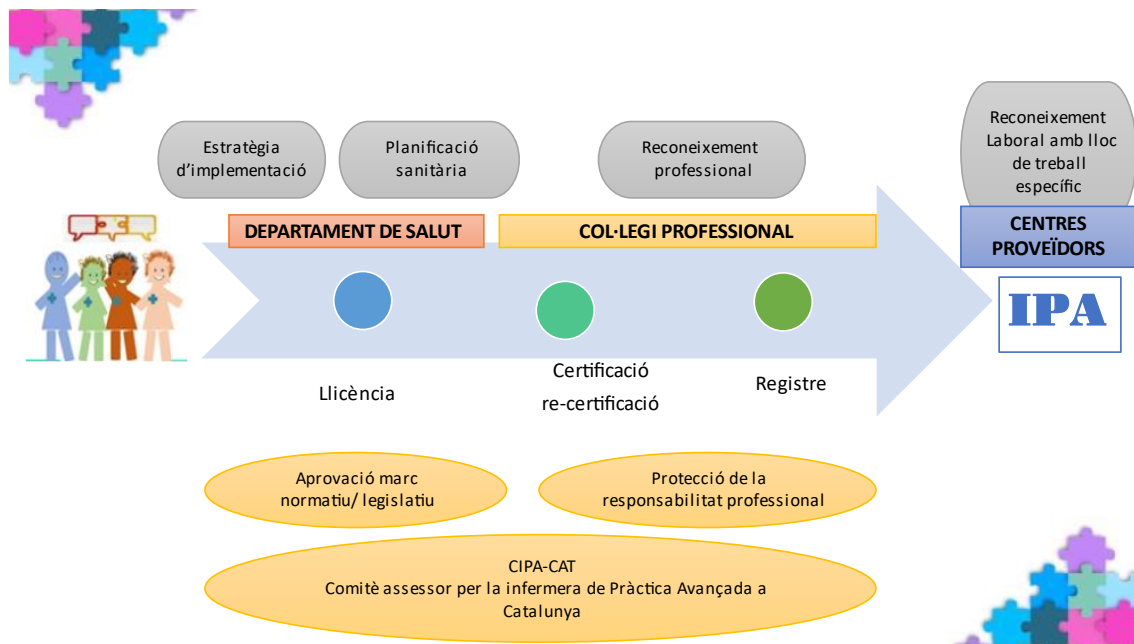 Estratègia
d'implementació
Planificació
sanitària
Reconeixement
professional
Reconeixement
Laboral amb lloc
de treball
específic
DEPARTAMENT DE SALUT
COL·LEGI PROFESSIONAL
CENTRES
PROVEÏDORS
IPA
Llicència
Certificació
re-certificació
Registre
Aprovació marc
normatiu/ legislatiu
Protecció de la
responsabilitat professional
CIPA-CAT
Comitè assessor per la infermera de Pràctica Avançada a
Catalunya